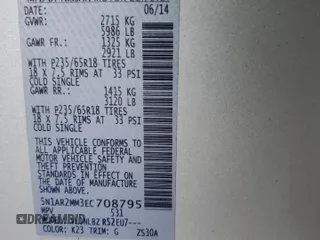 06/14
GVWR: 2715 KG
5986 LB
GAWR FR.: 1325 KG
2921 LB
WITH P235/65R18 TIRES
18 X 7.5 RIMS AT 33 PSI
COLD SINGLE
GAWR RR.: 1415 KG
3120 LB
WITH P235/65R18 TIRES
18 X 7.5 RIMS AT 33 PSI
COLD SINGLE
THIS VEHICLE CONFORMS
TO ALL APPLICABLE FEDERAL
MOTOR VEHICLE SAFETY AND
BUMPER STANDARDS IN EFFECT
ON THE DATE OF
MANUFACTURE SHOWN ABOVE.
5N1AR2MM3EC708795
MPV 531
COLOR: K23 TRIM: G Z530A
DREAMBID